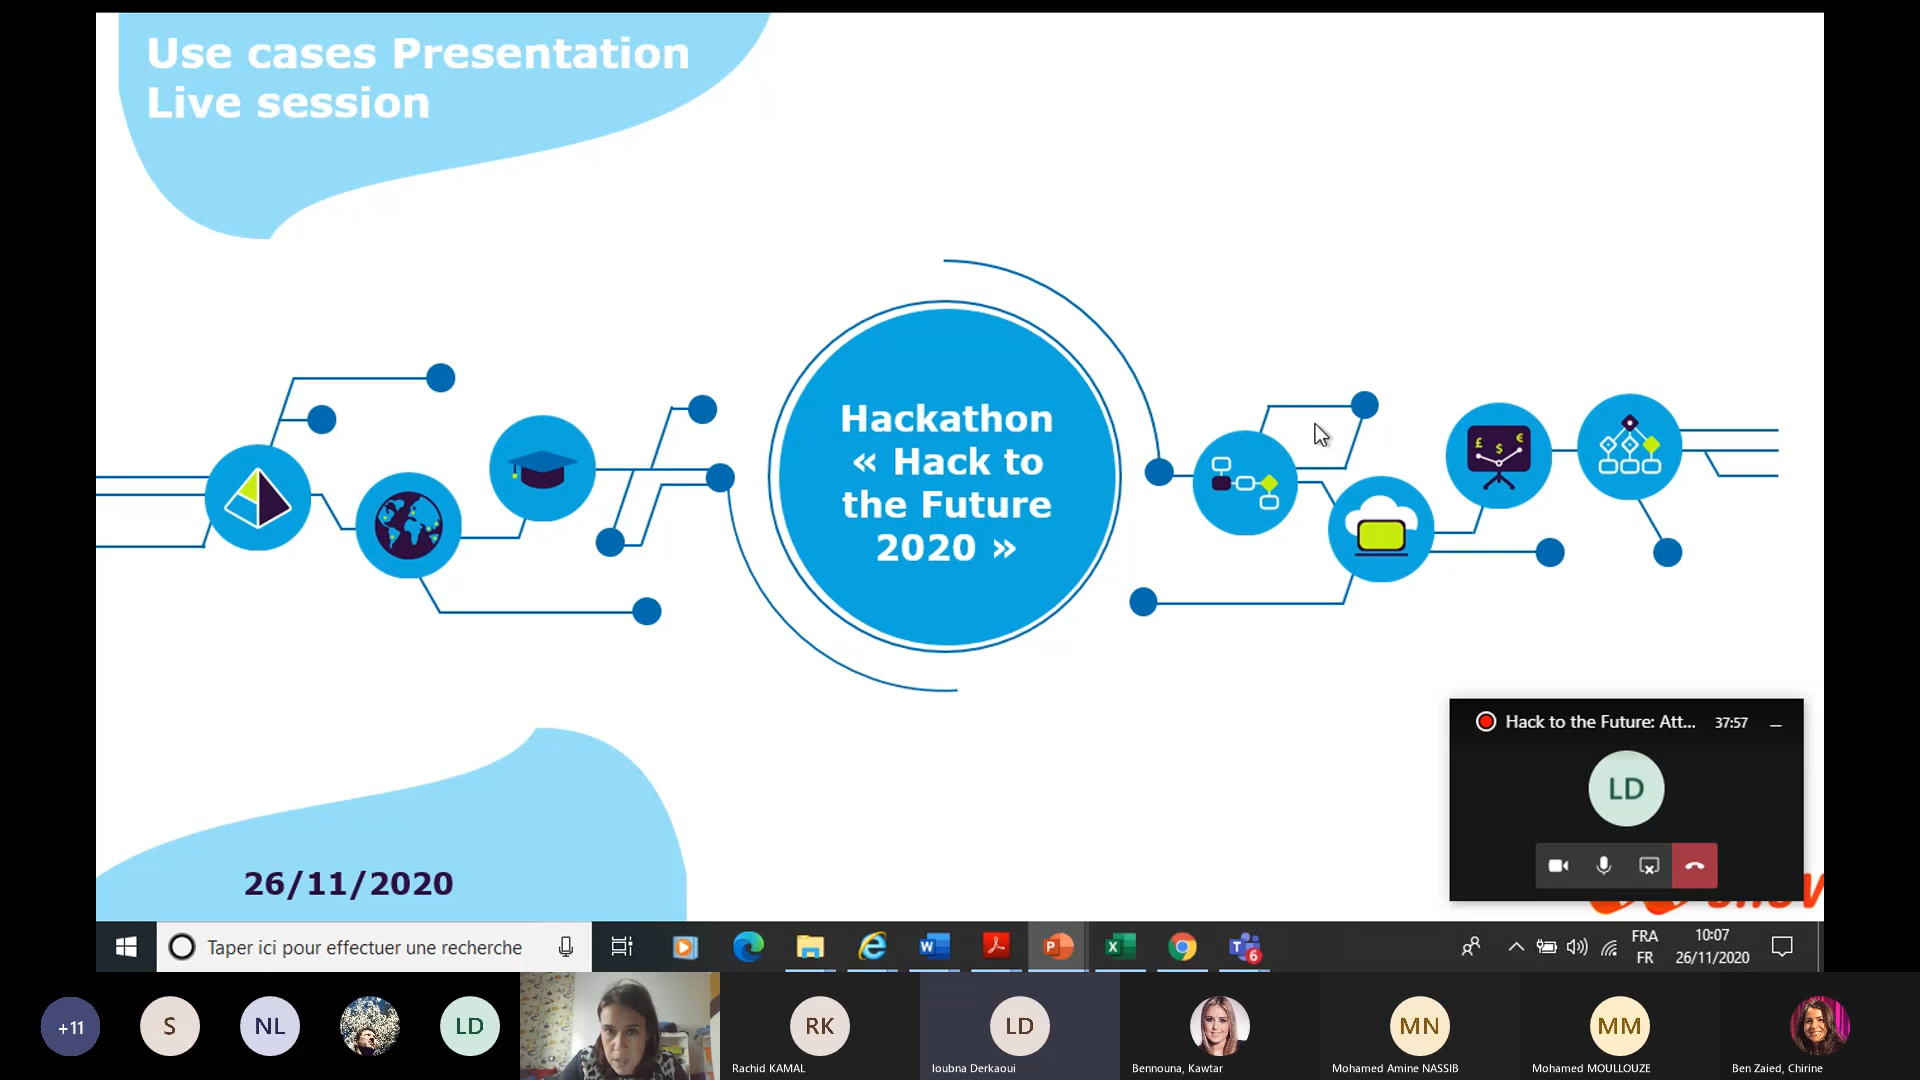 Use cases Presentation
Live session
Hackathon
« Hack to
the Future
2020 »
26/11/2020
Hack to the Future: Att... 37:57
LD
Taper ici pour effectuer une recherche
6
FRA
FR
10:07
26/11/2020
+11
S
NL
LD
RK
Rachid KAMAL
LD
loubna Derkaoui
Bennouna, Kawtar
MN
Mohamed Amine NASSIB
MM
Mohamed MOULLOUZE
Ben Zaied, Chirine